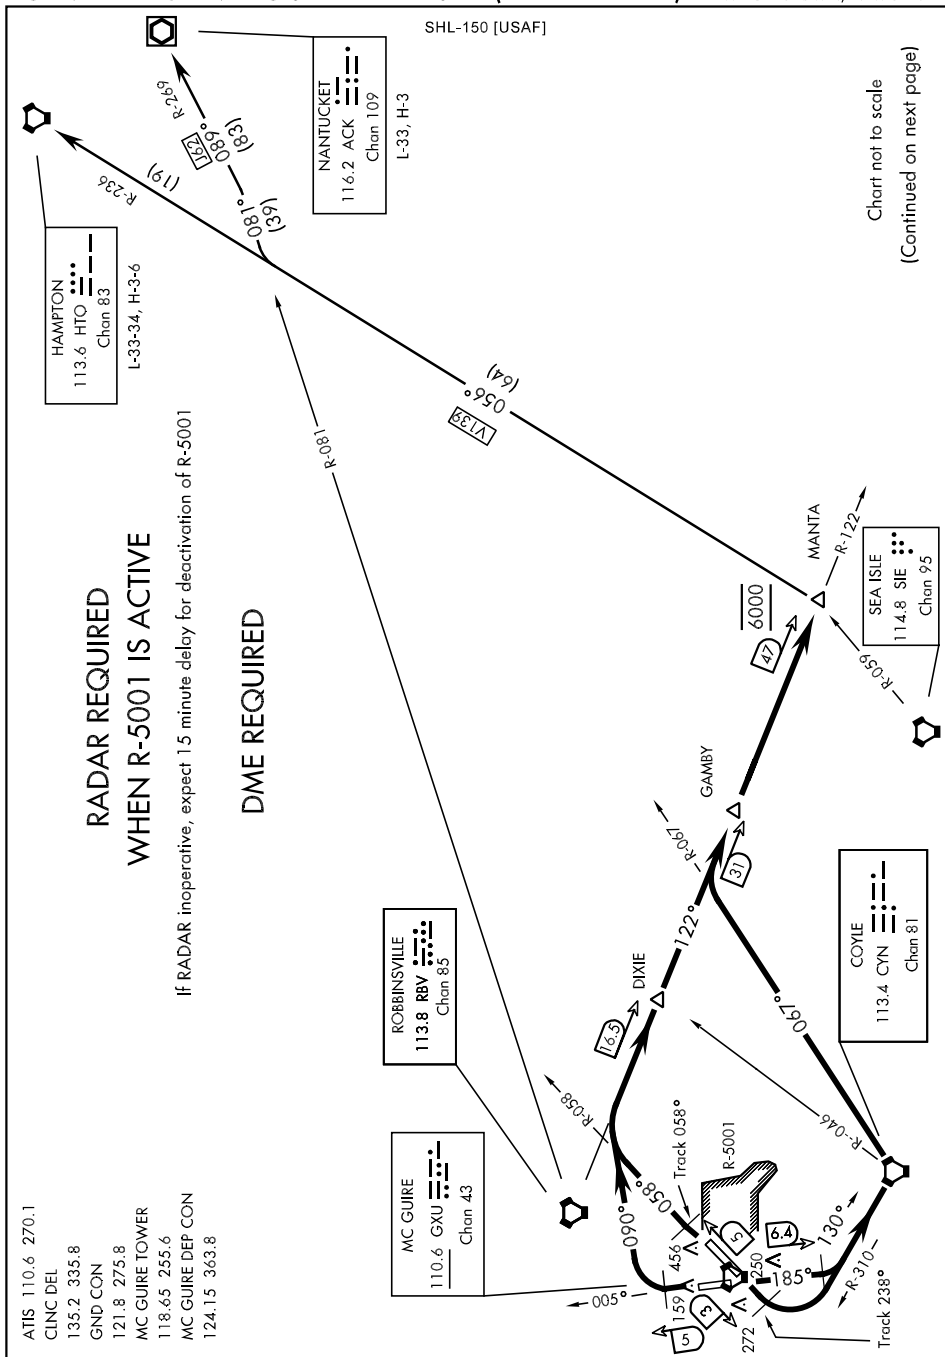 SHL-150 [USAF]
ATIS 110.6 270.1
CLNC DEL
135.2 335.8
GND CON
121.8 275.8
MC GUIRE TOWER
118.65 255.6
MC GUIRE DEP CON
124.15 363.8
RADAR REQUIRED
WHEN R-5001 IS ACTIVE
If RADAR inoperative, expect 15 minute delay for deactivation of R-5001
DME REQUIRED
HAMPTON
113.6 HTO
Chan 83
L-33-34, H-3-6
NANTUCKET
116.2 ACK
Chan 109
L-33, H-3
R-236
(19)
R-269
J62
089°
(83)
081°
(39)
R-081
V139
056°
(64)
ROBBINSVILLE
113.8 RBV
Chan 85
MC GUIRE
110.6 GXU
Chan 43
COYLE
113.4 CYN
Chan 81
SEA ISLE
114.8 SIE
Chan 95
DIXIE
16.5
GAMBY
31
MANTA
47
6000
R-122
R-059
R-067
122°
067°
R-046
R-058
Track 058°
058°
R-5001
090°
005°
159
456
5
3
5
6.4
250
272
185°
130°
R-310
Track 238°
Chart not to scale
(Continued on next page)